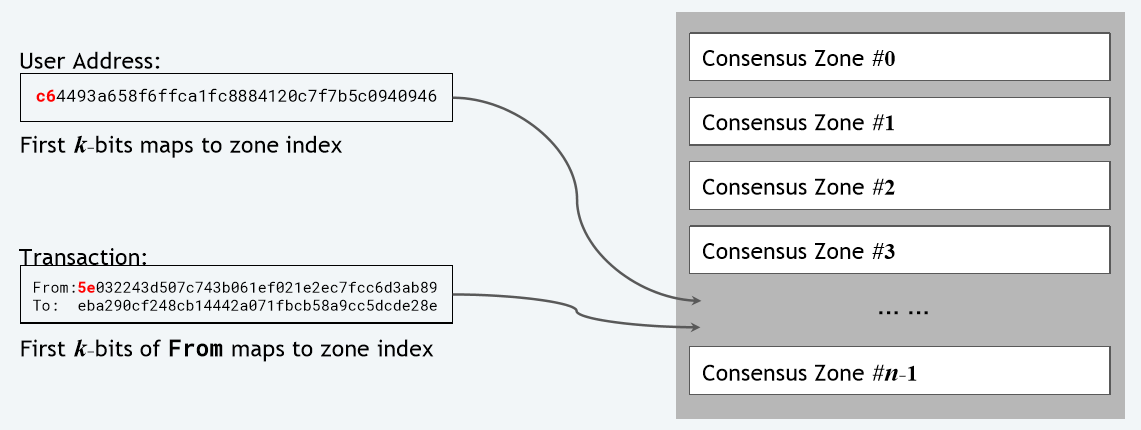 User Address:
c64493a658f6ffca1fc8884120c7f7b5c0940946
First k-bits maps to zone index
Transaction:
From:5e032243d507c743b061ef021e2ec7fcc6d3ab89
To: eba290cf248cb14442a071fbcb58a9cc5dcde28e
First k-bits of From maps to zone index
Consensus Zone #0
Consensus Zone #1
Consensus Zone #2
Consensus Zone #3
... ...
Consensus Zone #n-1